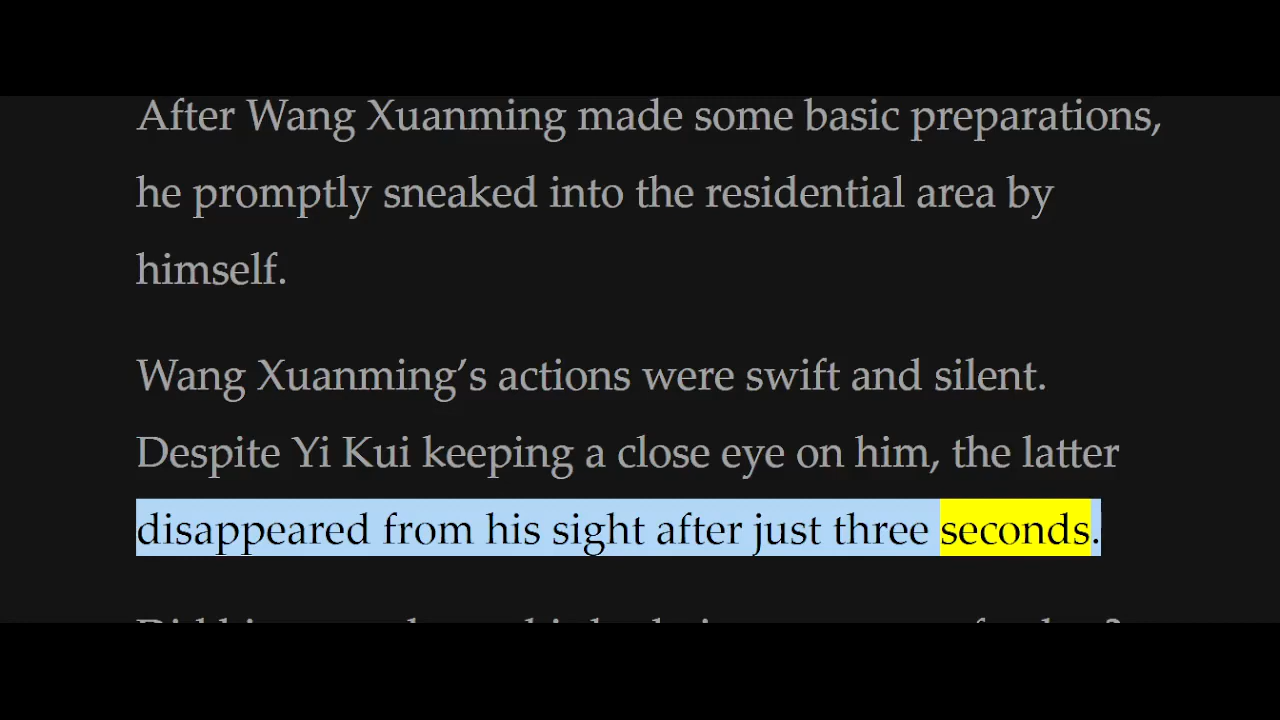 After Wang Xuanming made some basic preparations,
he promptly sneaked into the residential area by
himself.
Wang Xuanming’s actions were swift and silent.
Despite Yi Kui keeping a close eye on him, the latter
disappeared from his sight after just three seconds.